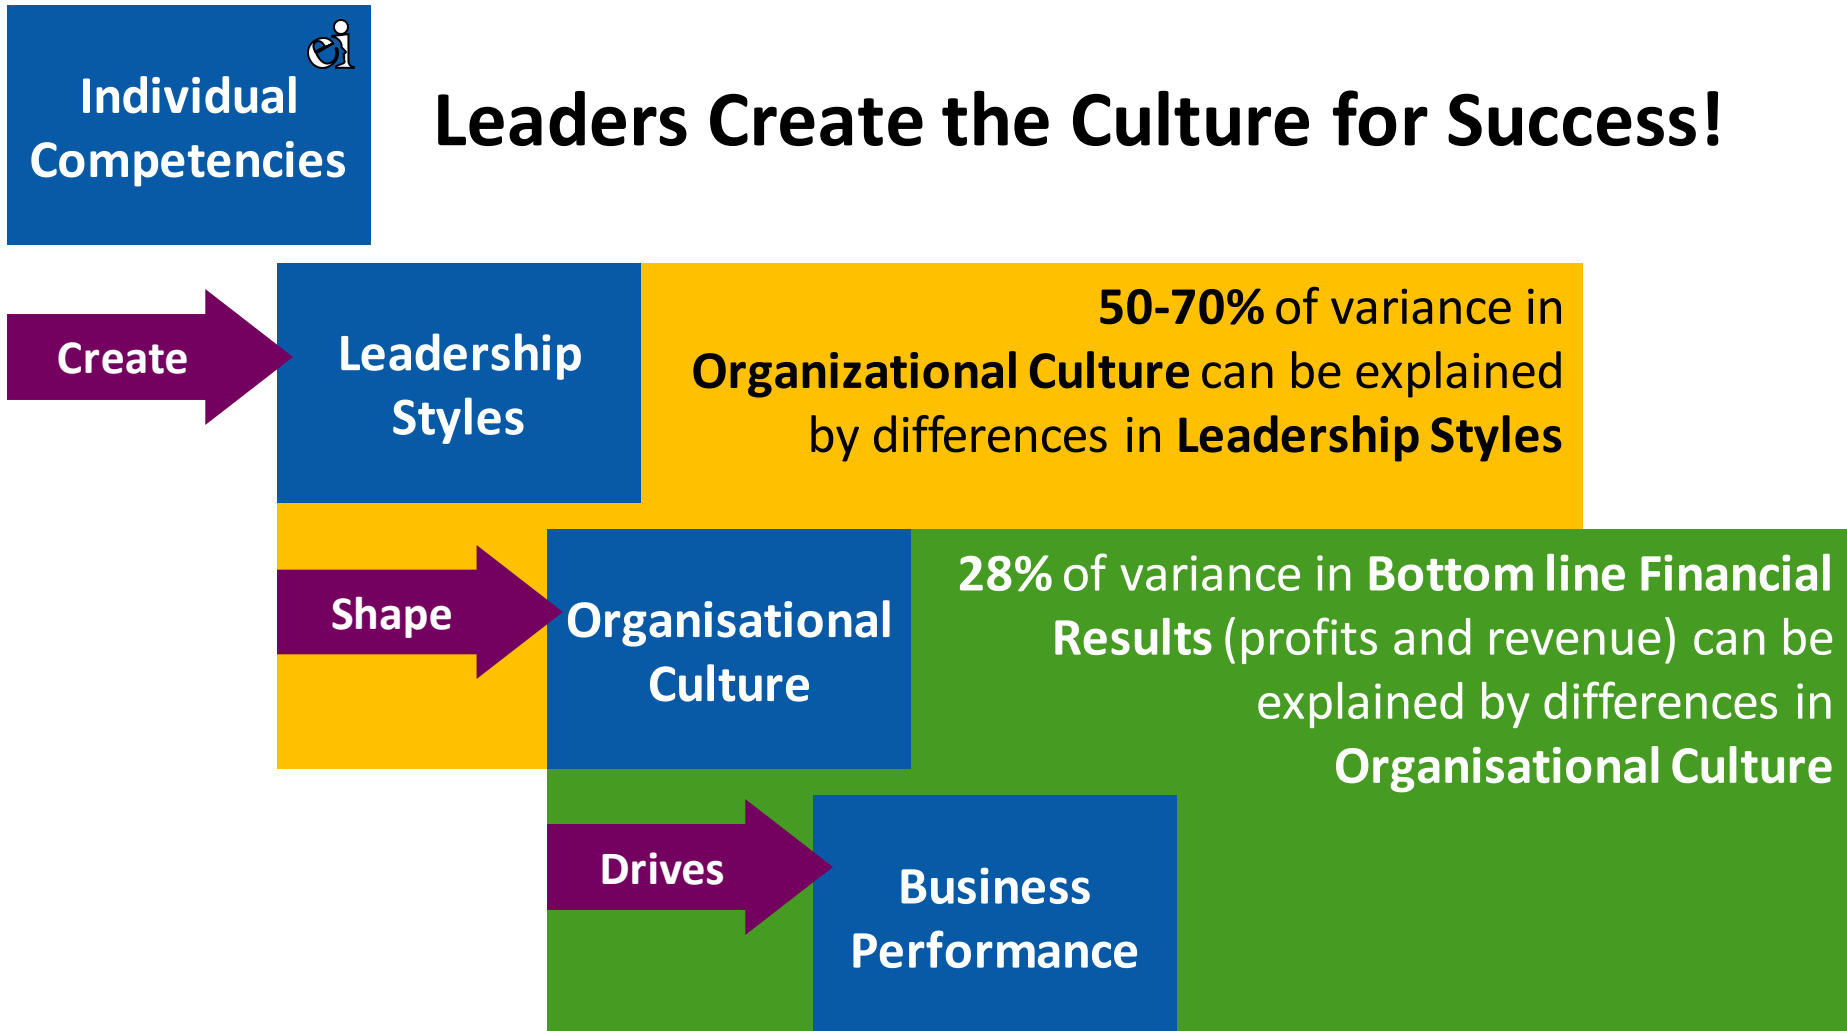 ei
Individual
Competencies
Leaders Create the Culture for Success!
Create
Leadership
Styles
50-70% of variance in
Organizational Culture can be explained
by differences in Leadership Styles
Shape
Organisational
Culture
28% of variance in Bottom line Financial
Results (profits and revenue) can be
explained by differences in
Organisational Culture
Drives
Business
Performance